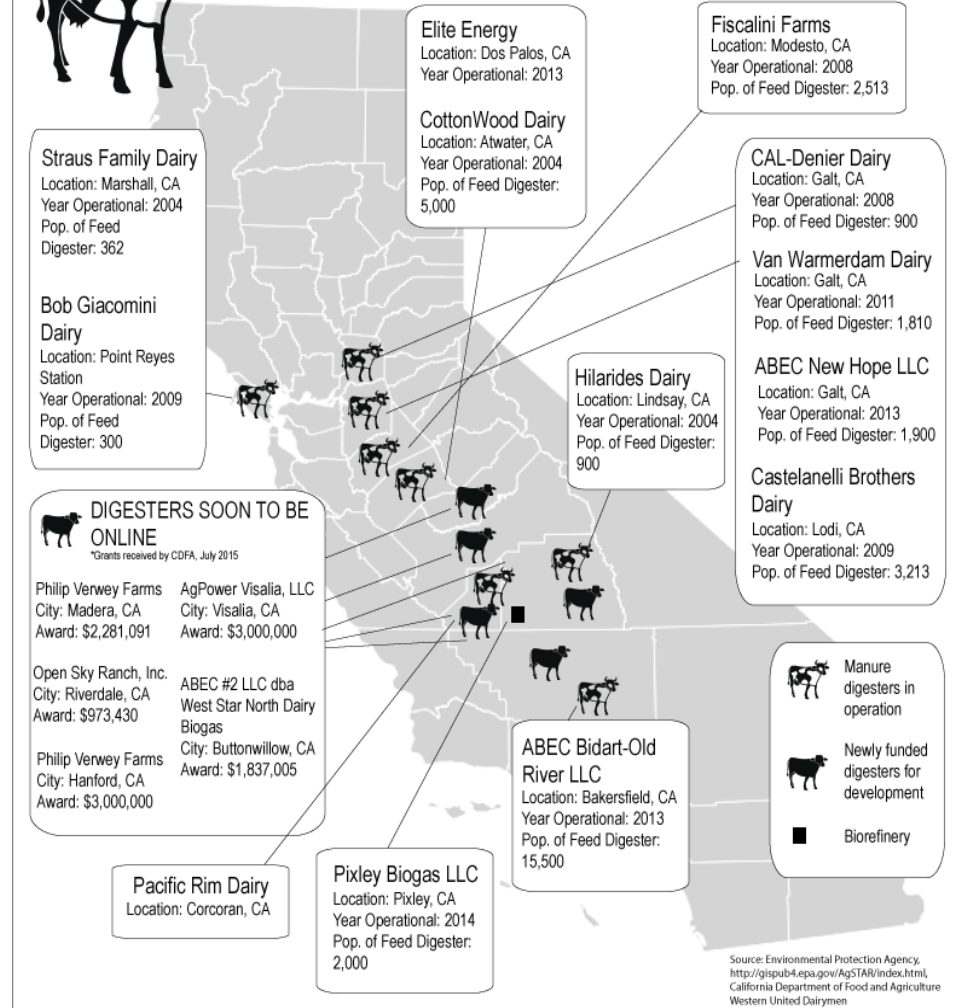 Elite Energy
Location: Dos Palos, CA
Year Operational: 2013
CottonWood Dairy
Location: Atwater, CA
Year Operational: 2004
Pop. of Feed Digester:
5,000
Fiscalini Farms
Location: Modesto, CA
Year Operational: 2008
Pop. of Feed Digester: 2,513
Straus Family Dairy
Location: Marshall, CA
Year Operational: 2004
Pop. of Feed
Digester: 362
Bob Giacomini
Dairy
Location: Point Reyes
Station
Year Operational: 2009
Pop. of Feed
Digester: 300
CAL-Denier Dairy
Location: Galt, CA
Year Operational: 2008
Pop. of Feed Digester: 900
Van Warmerdam Dairy
Location: Galt, CA
Year Operational: 2011
Pop. of Feed Digester: 1,810
ABEC New Hope LLC
Location: Galt, CA
Year Operational: 2013
Pop. of Feed Digester: 1,900
Castelanelli Brothers
Dairy
Location: Lodi, CA
Year Operational: 2009
Pop. of Feed Digester: 3,213
Hilarides Dairy
Location: Lindsay, CA
Year Operational: 2004
Pop. of Feed Digester:
900
DIGESTERS SOON TO BE
ONLINE
*Grants received by CDFA, July 2015
Philip Verwey Farms
City: Madera, CA
Award: $2,281,091
Open Sky Ranch, Inc.
City: Riverdale, CA
Award: $973,430
Philip Verwey Farms
City: Hanford, CA
Award: $3,000,000
AgPower Visalia, LLC
City: Visalia, CA
Award: $3,000,000
ABEC #2 LLC dba
West Star North Dairy
Biogas
City: Buttonwillow, CA
Award: $1,837,005
Manure
digesters in
operation
Newly funded
digesters for
development
Biorefinery
ABEC Bidart-Old
River LLC
Location: Bakersfield, CA
Year Operational: 2013
Pop. of Feed Digester:
15,500
Pacific Rim Dairy
Location: Corcoran, CA
Pixley Biogas LLC
Location: Pixley, CA
Year Operational: 2014
Pop. of Feed Digester:
2,000
Source: Environmental Protection Agency,
http://gispub4.epa.gov/AgSTAR/index.html,
California Department of Food and Agriculture
Western United Dairymen